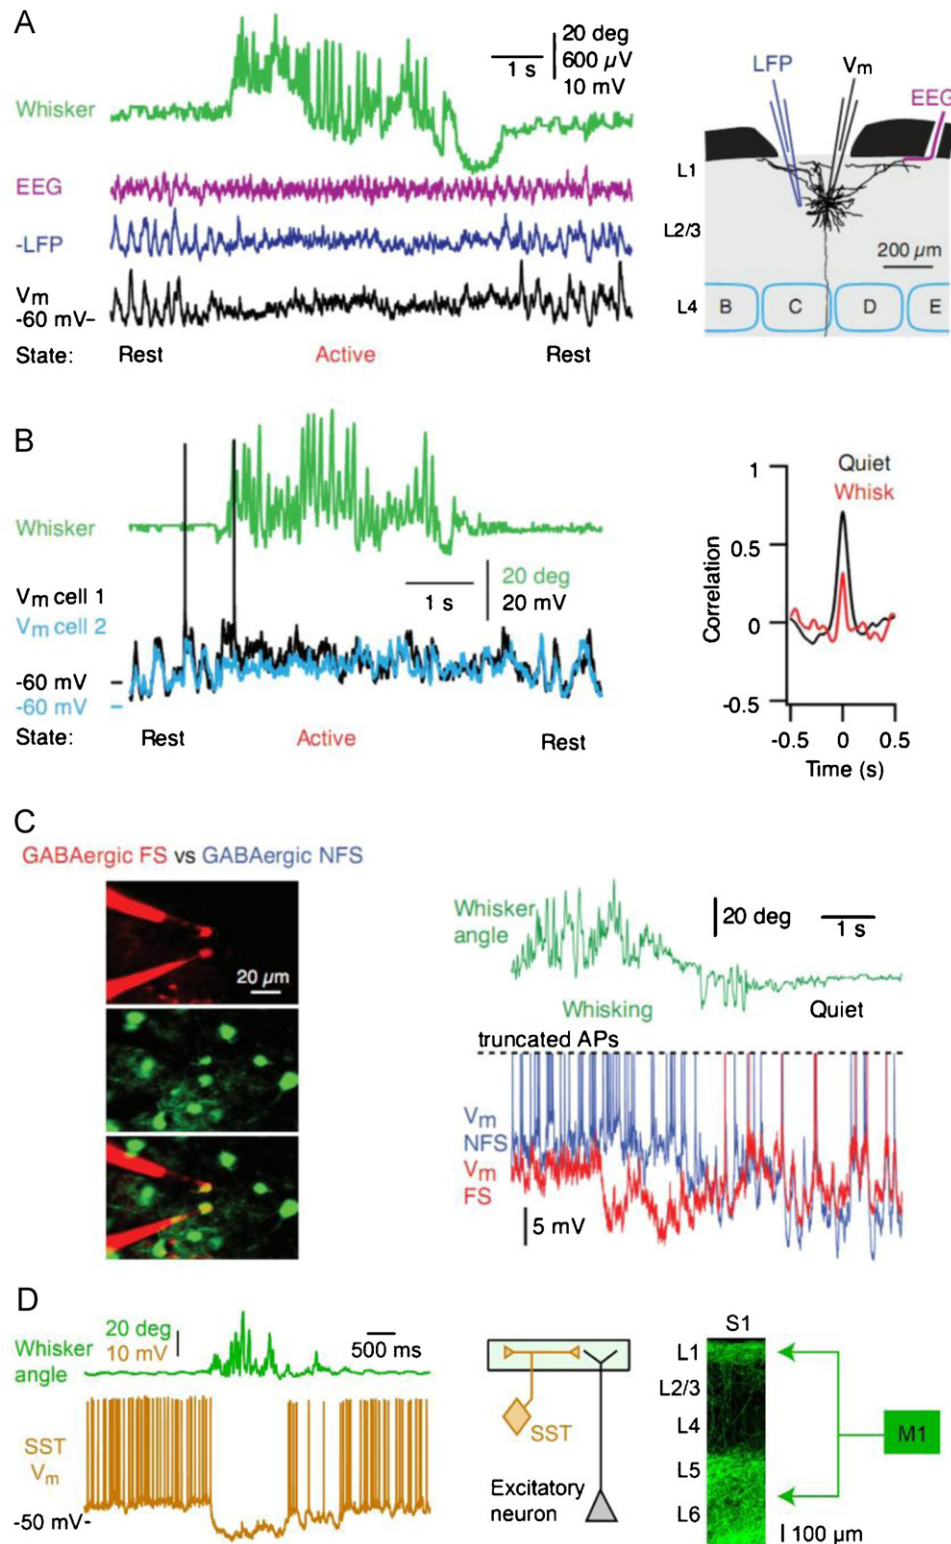 A
20 deg
600 µV
10 mV
1 s
Whisker
EEG
-LFP
Vm
-60 mV
State: Rest Active Rest
LFP Vm
EEG
L1
L2/3
200 µm
L4 B C D E
B
Whisker
20 deg
20 mV
1 s
Vm cell 1
Vm cell 2
-60 mV
-60 mV
State: Rest Active Rest
Quiet
Whisk
Correlation
1
0.5
0
-0.5
-0.5 0 0.5
Time (s)
C
GABAergic FS vs GABAergic NFS
20 µm
Whisker
angle
20 deg
1 s
Whisking Quiet
truncated APs
Vm
NFS
Vm
FS
5 mV
D
20 deg
10 mV
500 ms
Whisker
angle
SST
Vm
-50 mV-
SST
Excitatory
neuron
S1
L1
L2/3
L4
L5
L6
M1
100 µm